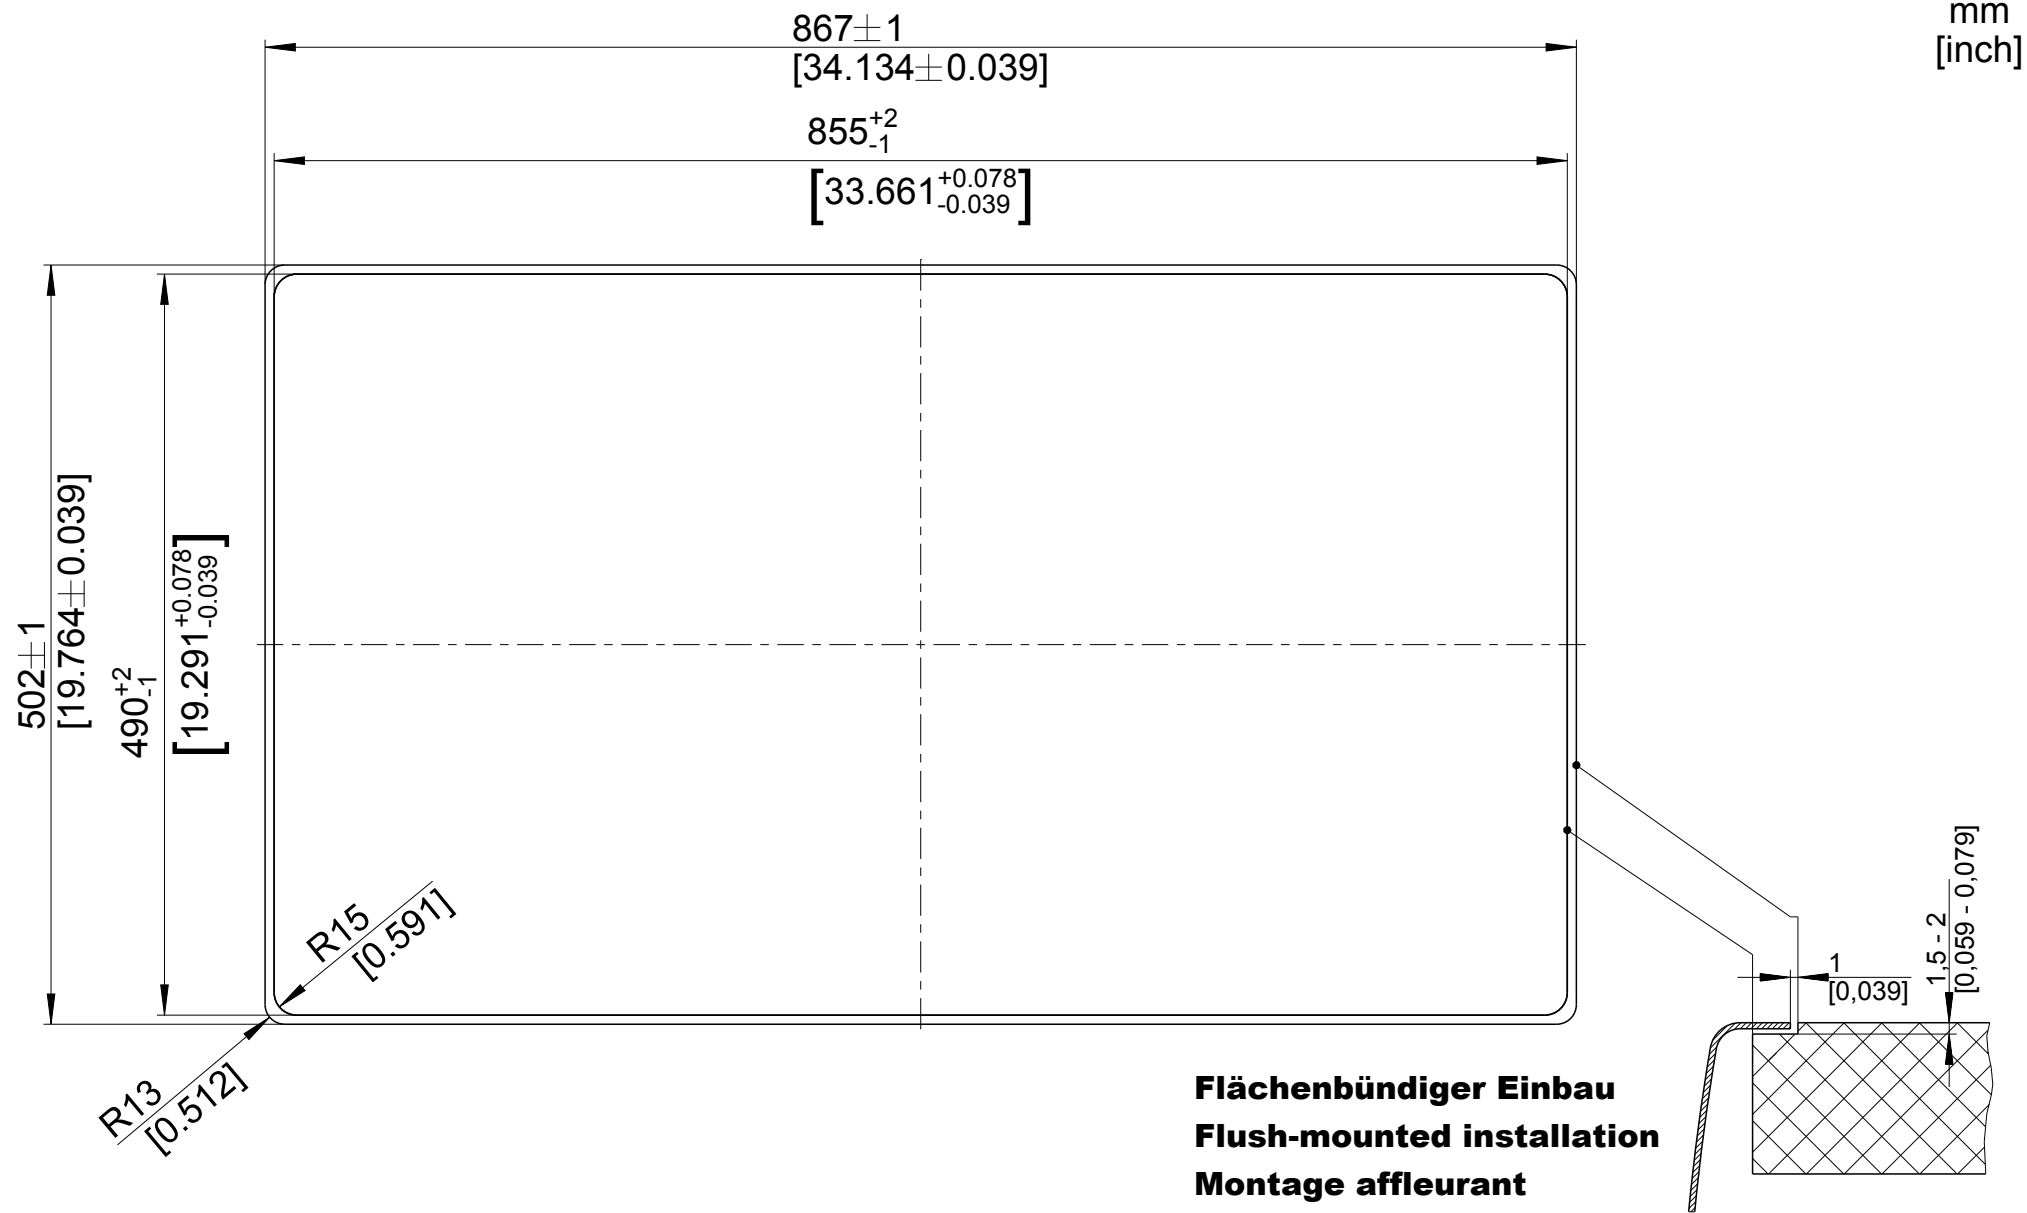 867±1
[34.134±0.039]
mm
[inch]
855 +2 -1
[33.661 +0.078 -0.039]
502±1
[19.764±0.039]
490 +2 -1
[19.291 +0.078 -0.039]
R15
[0.591]
R13
[0.512]
1,5 - 2
[0,059 - 0,079]
1
[0,039]
Flächenbündiger Einbau
Flush-mounted installation
Montage affleurant